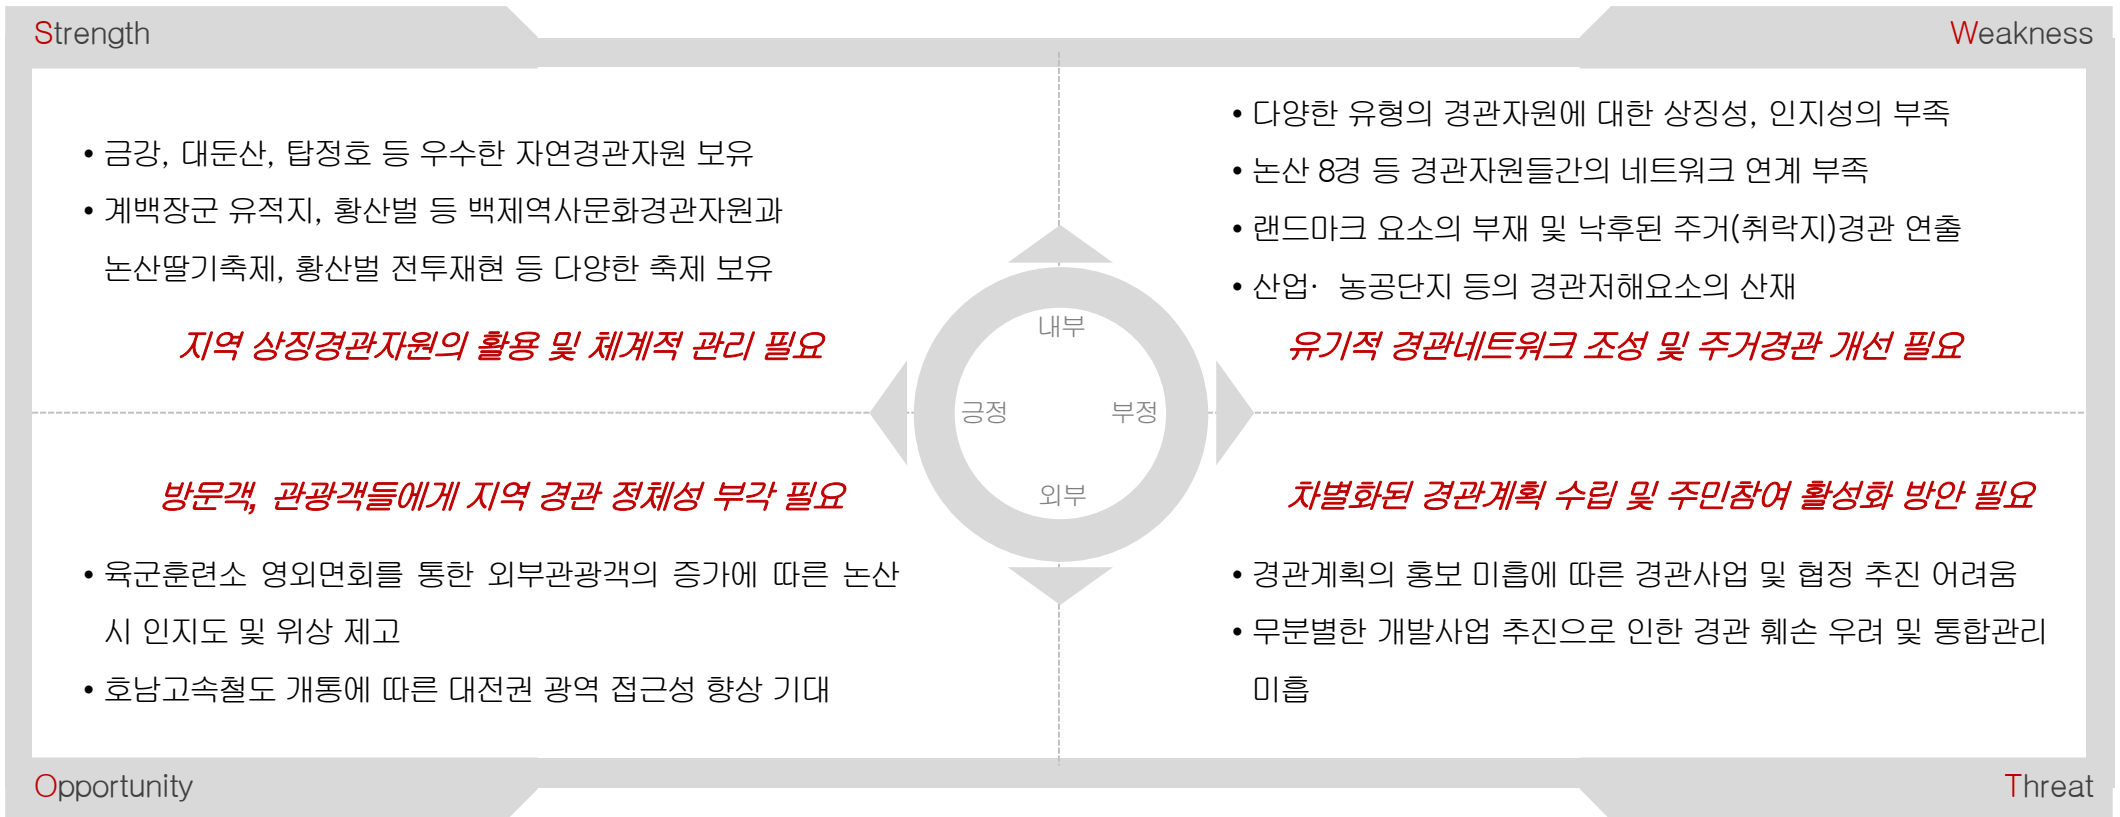 Strength
• 금강, 대둔산, 탑정호 등 우수한 자연경관자원 보유
• 계백장군 유적지, 황산벌 등 백제역사문화경관자원과
논산딸기축제, 황산벌 전투재현 등 다양한 축제 보유
지역 상징경관자원의 활용 및 체계적 관리 필요
Weakness
• 다양한 유형의 경관자원에 대한 상징성, 인지성의 부족
• 논산 8경 등 경관자원들간의 네트워크 연계 부족
• 랜드마크 요소의 부재 및 낙후된 주거(취락지)경관 연출
• 산업· 농공단지 등의 경관저해요소의 산재
유기적 경관네트워크 조성 및 주거경관 개선 필요
내부
긍정
부정
외부
방문객, 관광객들에게 지역 경관 정체성 부각 필요
• 육군훈련소 영외면회를 통한 외부관광객의 증가에 따른 논산
시 인지도 및 위상 제고
• 호남고속철도 개통에 따른 대전권 광역 접근성 향상 기대
Opportunity
차별화된 경관계획 수립 및 주민참여 활성화 방안 필요
• 경관계획의 홍보 미흡에 따른 경관사업 및 협정 추진 어려움
• 무분별한 개발사업 추진으로 인한 경관 훼손 우려 및 통합관리
미흡
Threat